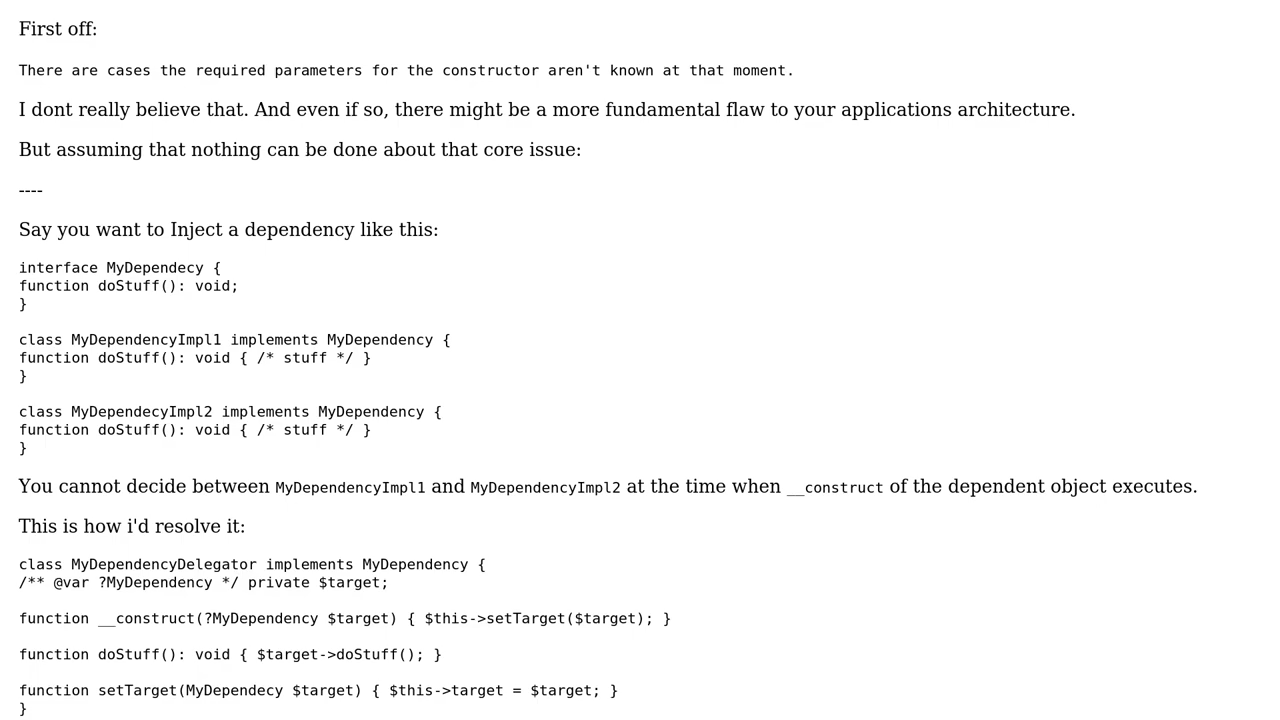 First off:
There are cases the required parameters for the constructor aren't known at that moment.
I dont really believe that. And even if so, there might be a more fundamental flaw to your applications architecture.
But assuming that nothing can be done about that core issue:
----
Say you want to Inject a dependency like this:
interface MyDependecy {
function doStuff(): void;
}
class MyDependencyImpl1 implements MyDependency {
function doStuff(): void { /* stuff */ }
}
class MyDependecyImpl2 implements MyDependency {
function doStuff(): void { /* stuff */ }
}
You cannot decide between MyDependencyImpl1 and MyDependencyImpl2 at the time when __construct of the dependent object executes.
This is how i'd resolve it:
class MyDependencyDelegator implements MyDependency {
/** @var ?MyDependency */ private $target;
function __construct(?MyDependency $target) { $this->setTarget($target); }
function doStuff(): void { $target->doStuff(); }
function setTarget(MyDependecy $target) { $this->target = $target; }
}